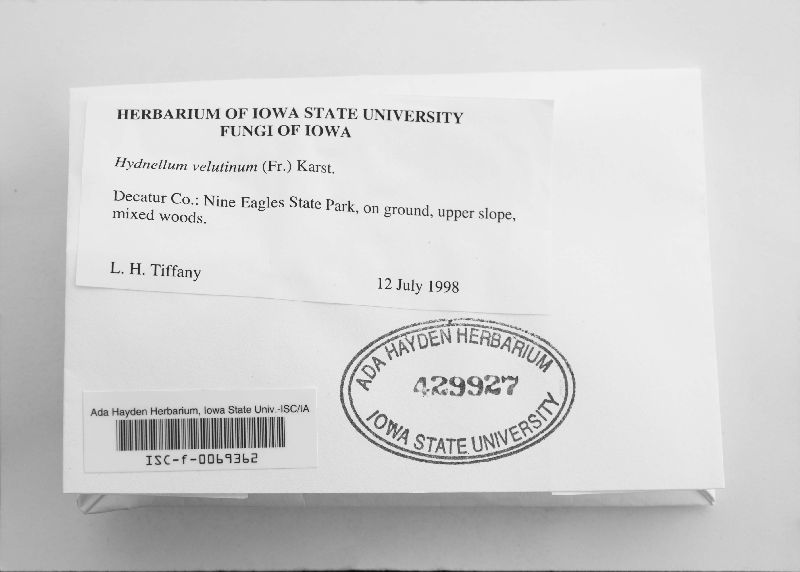 HERBARIUM OF IOWA STATE UNIVERSITY
FUNGI OF IOWA
Hydnellum velutinum (Fr.) Karst.
Decatur Co.: Nine Eagles State Park, on ground, upper slope,
mixed woods.
L. H. Tiffany
12 July 1998
ADA HAYDEN HERBARIUM
429927
IOWA STATE UNIVERSITY
Ada Hayden Herbarium, Iowa State Univ.-ISC/IA
ISC-f-0069362